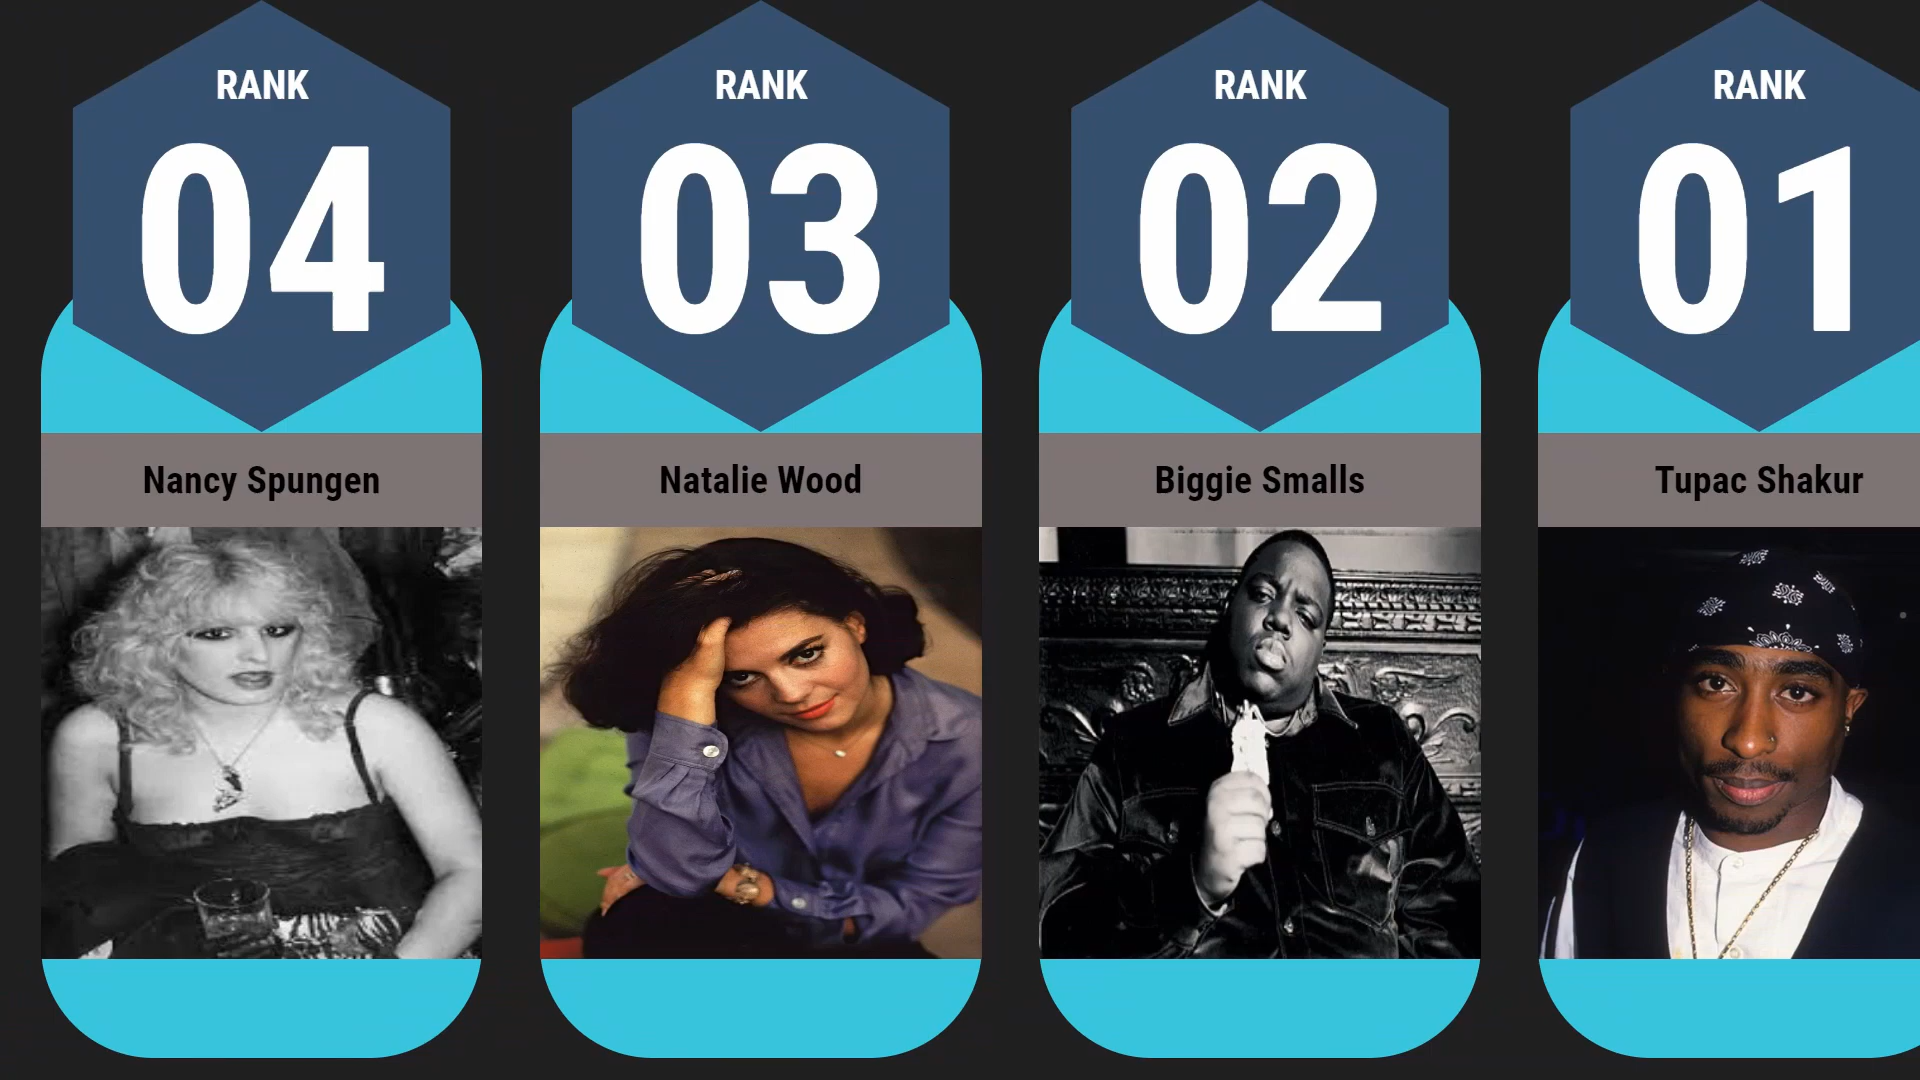 RANK
04
Nancy Spungen
RANK
03
Natalie Wood
RANK
02
Biggie Smalls
RANK
01
Tupac Shakur